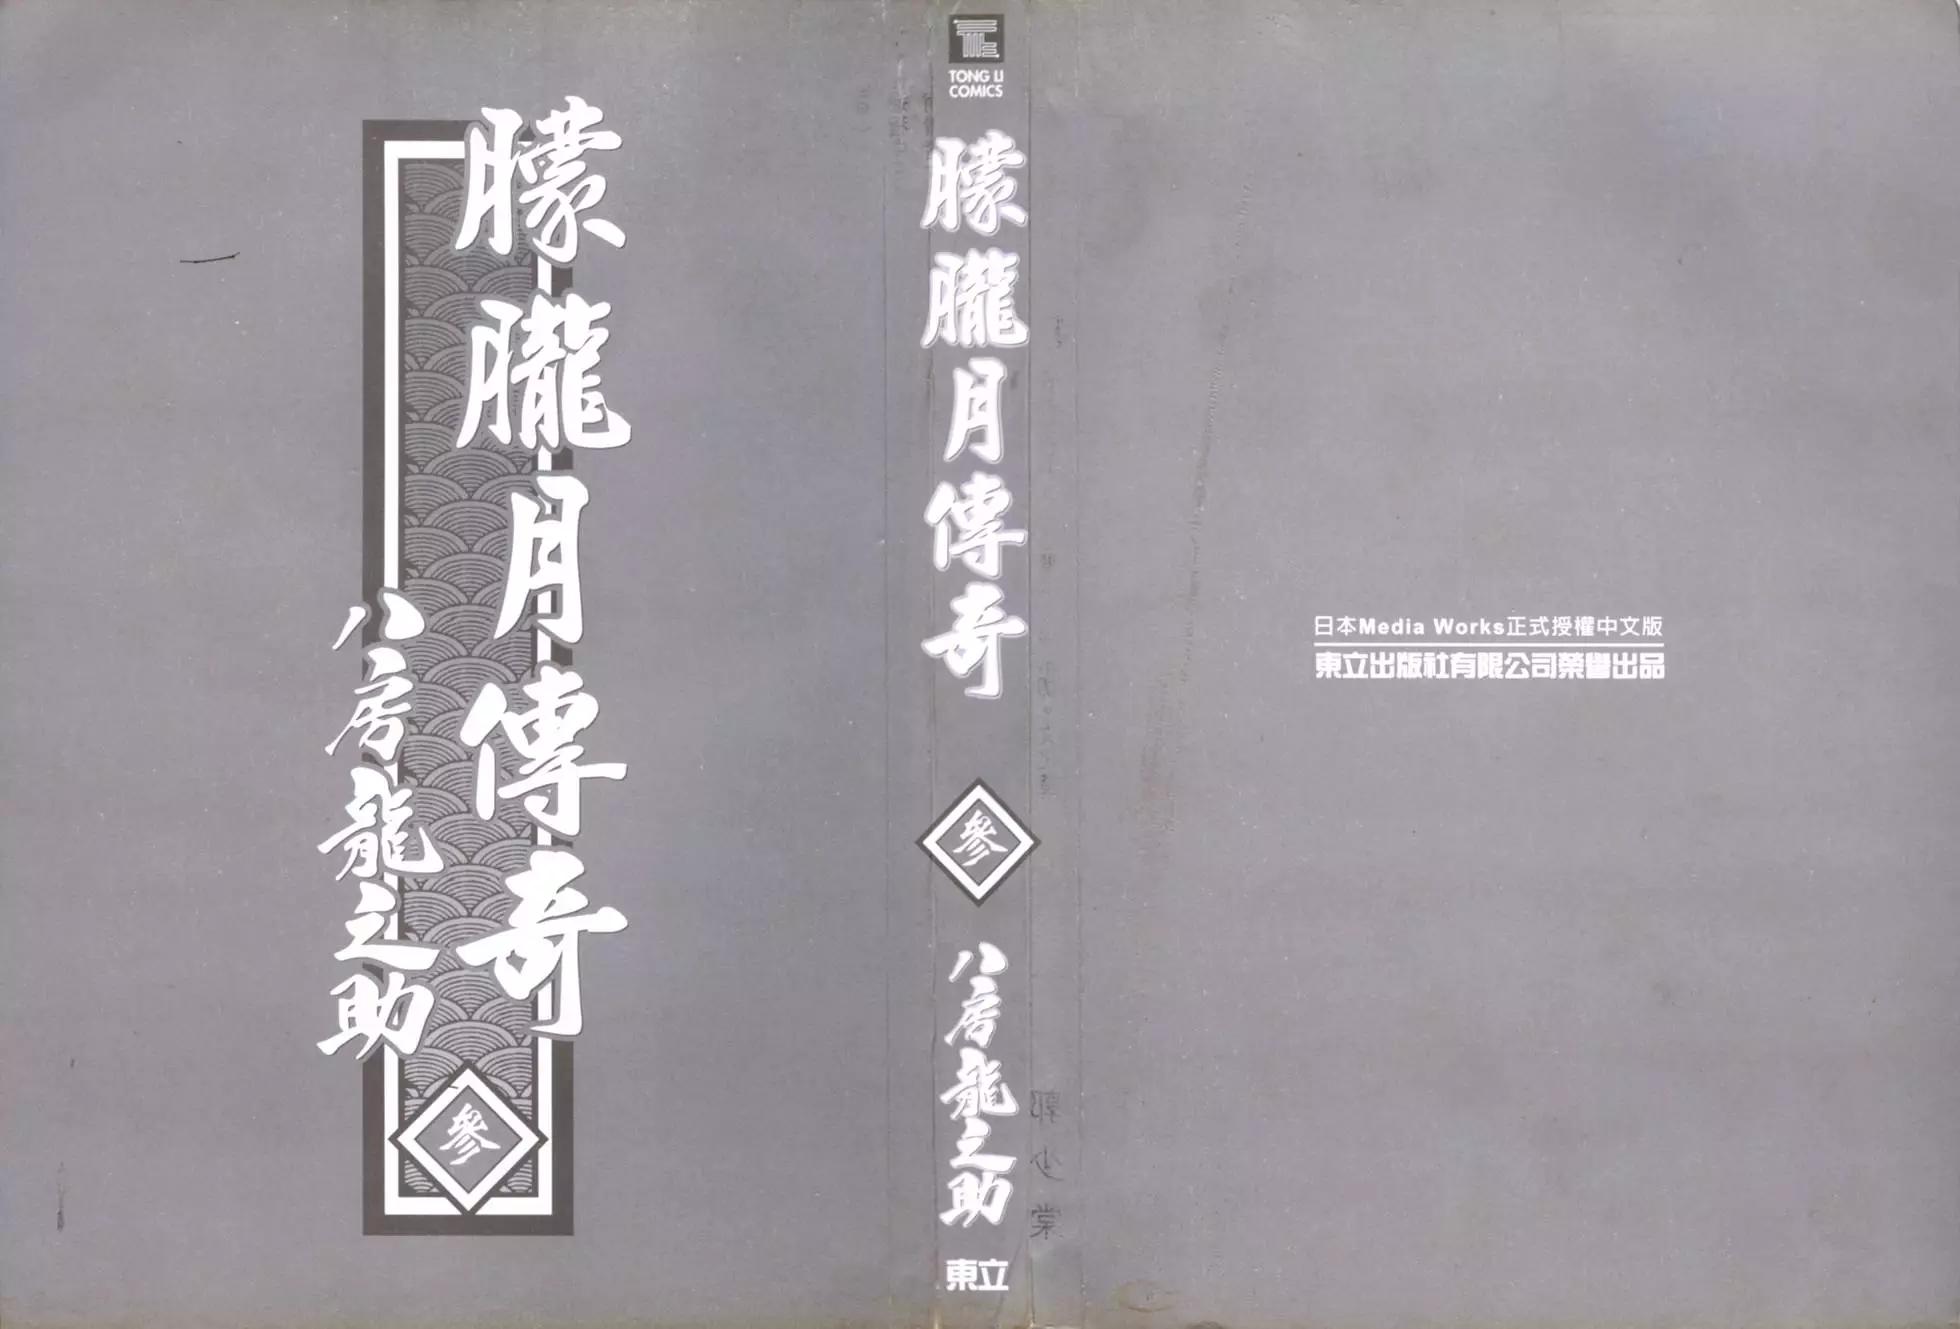 朦朧月傳奇
八房龍之助
參
TONG LI
COMICS
朦朧月傳奇
參
八房龍之助
東立
日本Media Works正式授權中文版
東立出版社有限公司榮譽出品